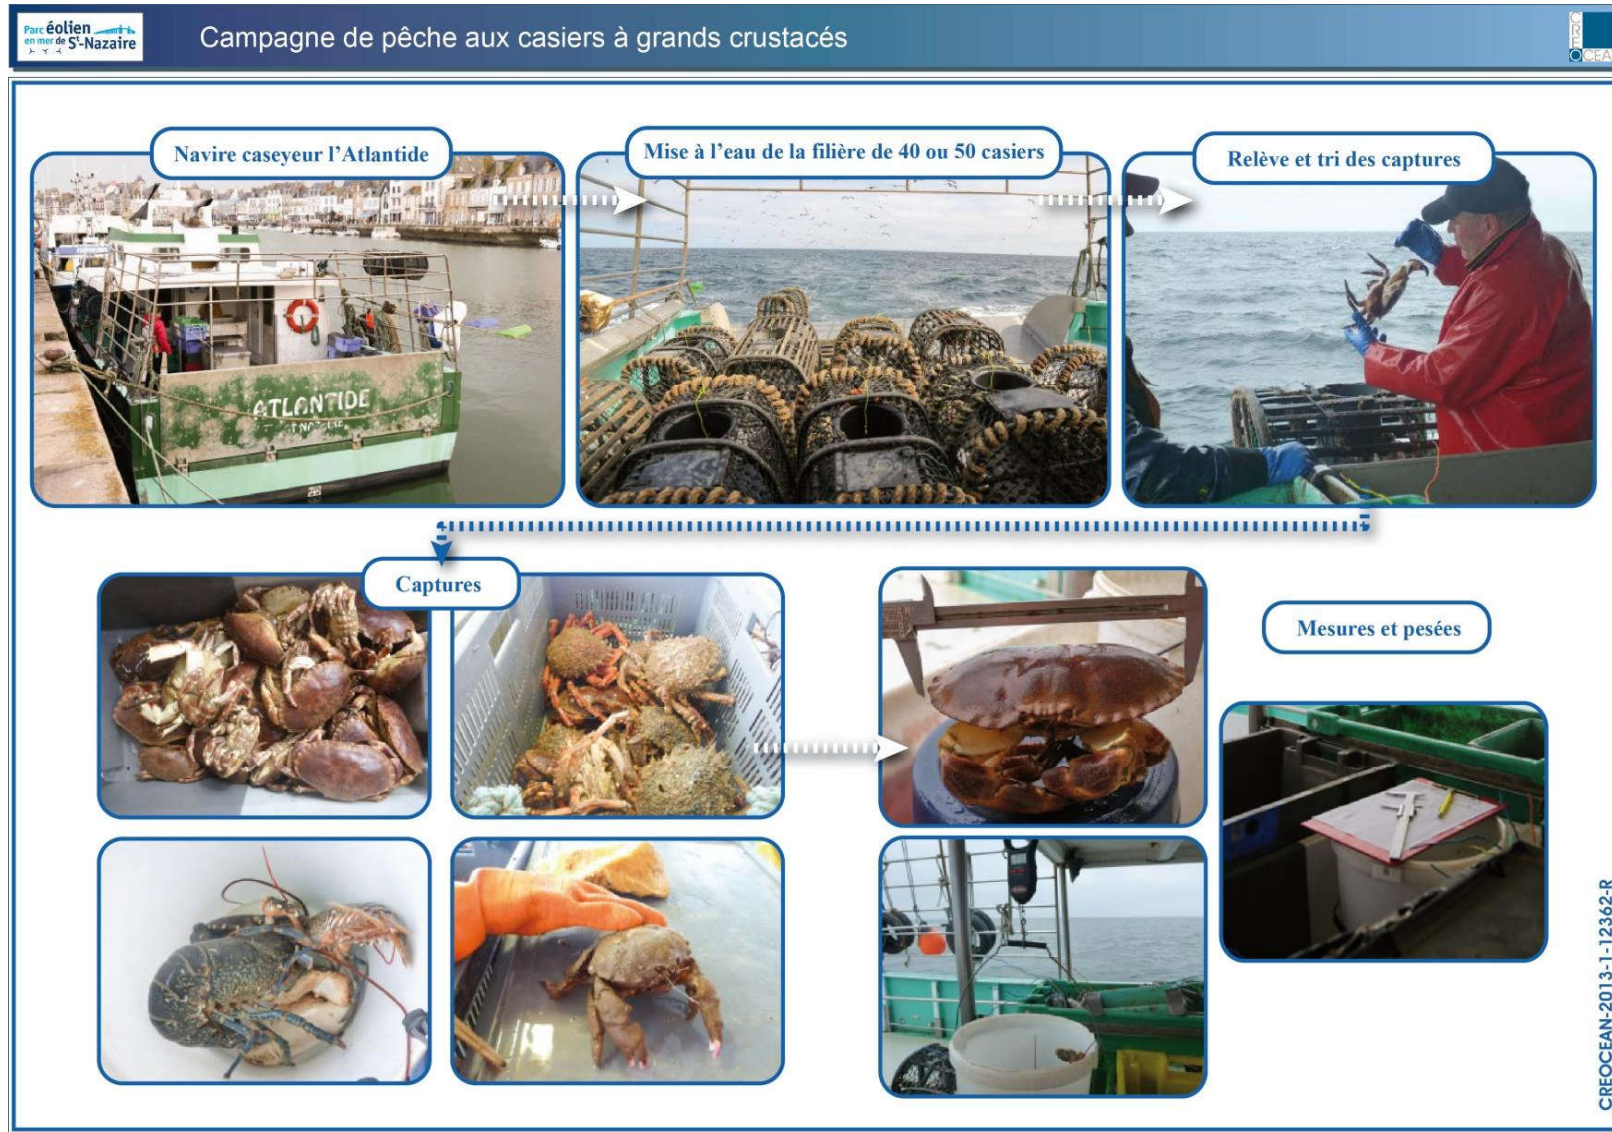 Parc éolien
en mer de St-Nazaire
Campagne de pêche aux casiers à grands crustacés
CREOCEAN
Navire caseyeur l'Atlantide
Mise à l'eau de la filière de 40 ou 50 casiers
Relève et tri des captures
ATLANTIDE
Captures
Mesures et pesées
CREOCEAN-2013-1-12362-R